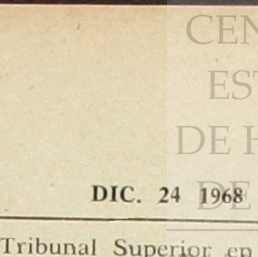 CEN
EST
DE H
DE
DIC. 24 1968
Tribunal Superior en